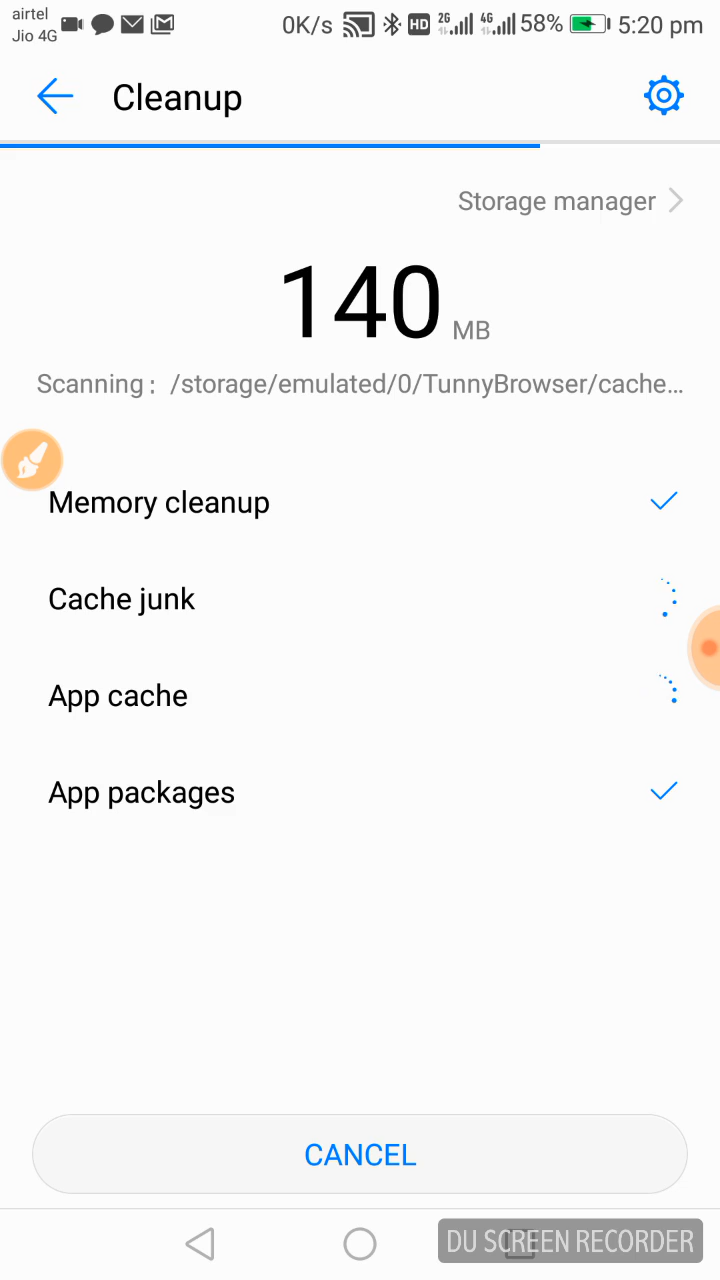 airtel
Jio 4G
0K/s HD 2G 4G 58% 5:20 pm
Cleanup
Storage manager
140 MB
Scanning : /storage/emulated/0/TunnyBrowser/cache...
Memory cleanup
Cache junk
App cache
App packages
CANCEL
DU SCREEN RECORDER